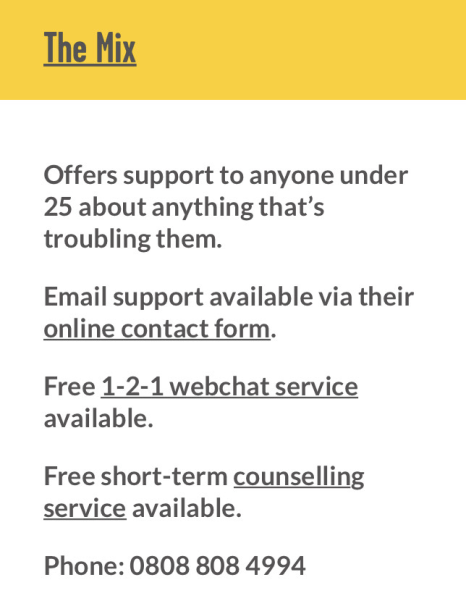 The Mix
Offers support to anyone under
25 about anything that’s
troubling them.
Email support available via their
online contact form.
Free 1-2-1 webchat service
available.
Free short-term counselling
service available.
Phone: 0808 808 4994